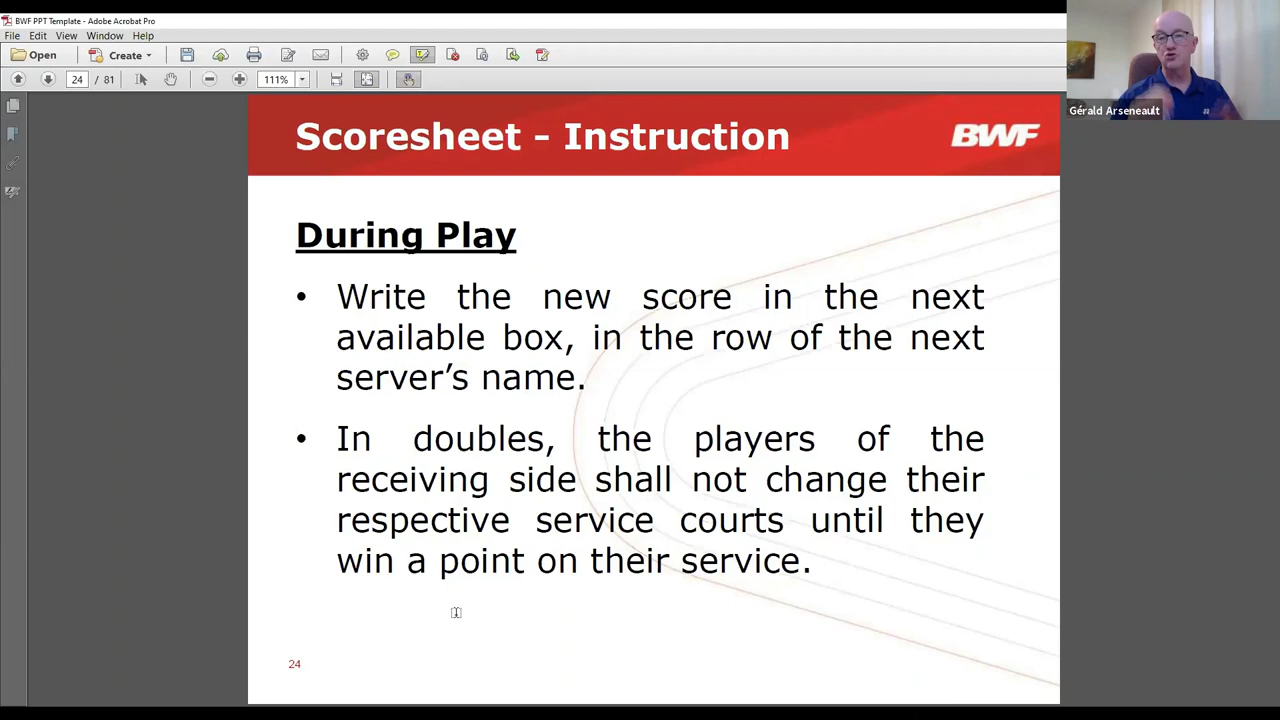 BWF PPT Template - Adobe Acrobat Pro
File Edit View Window Help
Open Create
24 / 81 111%
Gérald Arseneault
Scoresheet - Instruction
BWF
During Play
• Write the new score in the next
available box, in the row of the next
server's name.
• In doubles, the players of the
receiving side shall not change their
respective service courts until they
win a point on their service.
24